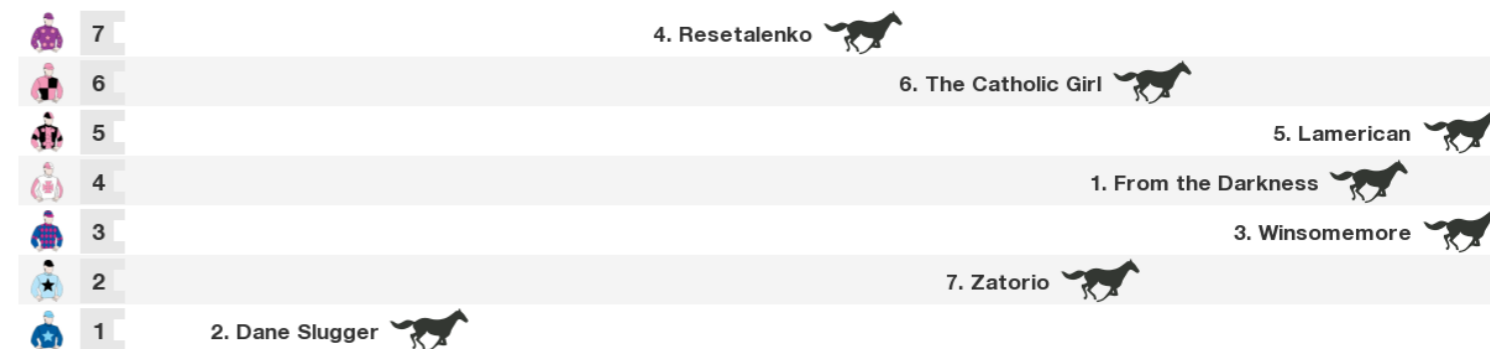 7 4. Resetalenko
6 6. The Catholic Girl
5 5. Lamerican
4 1. From the Darkness
3 3. Winsomemore
2 7. Zatorio
1 2. Dane Slugger